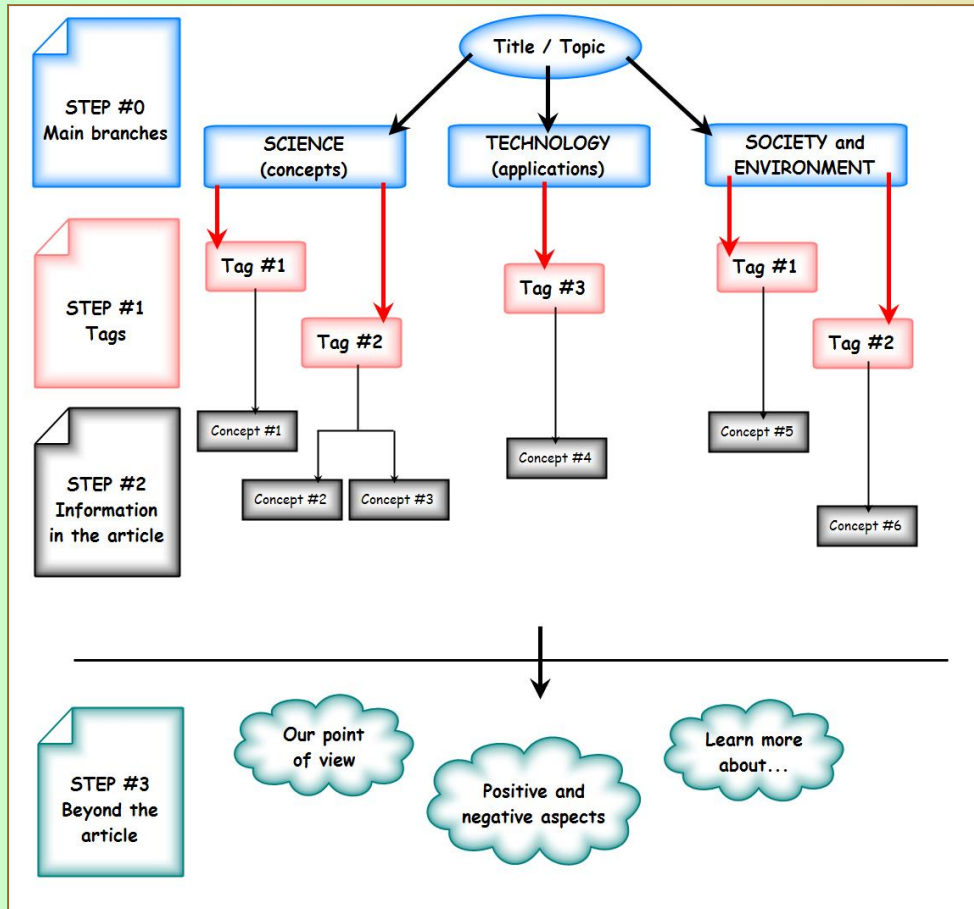 Title / Topic
STEP #0
Main branches
SCIENCE
(concepts)
TECHNOLOGY
(applications)
SOCIETY and
ENVIRONMENT
STEP #1
Tags
Tag #1
Tag #2
Tag #3
Tag #1
Tag #2
STEP #2
Information
in the article
Concept #1
Concept #2
Concept #3
Concept #4
Concept #5
Concept #6
STEP #3
Beyond the
article
Our point
of view
Positive and
negative aspects
Learn more
about...